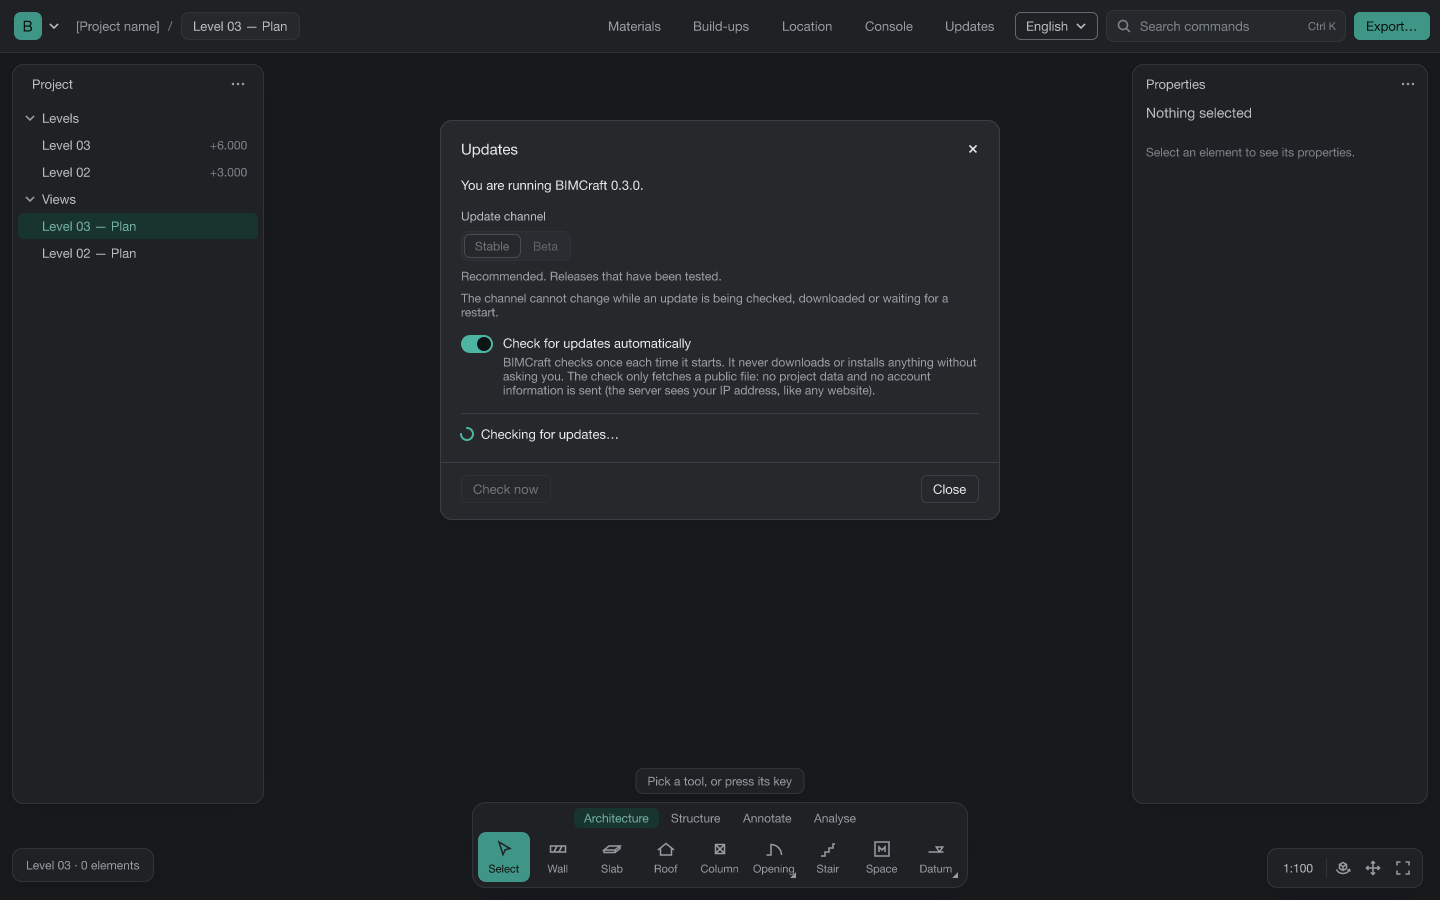 B
[Project name] / Level 03 — Plan
Materials
Build-ups
Location
Console
Updates
English
Search commands Ctrl K
Export…
Project
Levels
Level 03 +6.000
Level 02 +3.000
Views
Level 03 — Plan
Level 02 — Plan
Updates
You are running BIMCraft 0.3.0.
Update channel
Stable Beta
Recommended. Releases that have been tested.
The channel cannot change while an update is being checked, downloaded or waiting for a
restart.
Check for updates automatically
BIMCraft checks once each time it starts. It never downloads or installs anything without
asking you. The check only fetches a public file: no project data and no account
information is sent (the server sees your IP address, like any website).
Checking for updates…
Check now
Close
Properties
Nothing selected
Select an element to see its properties.
Pick a tool, or press its key
Architecture Structure Annotate Analyse
Select Wall Slab Roof Column Opening Stair Space Datum
Level 03 · 0 elements
1:100